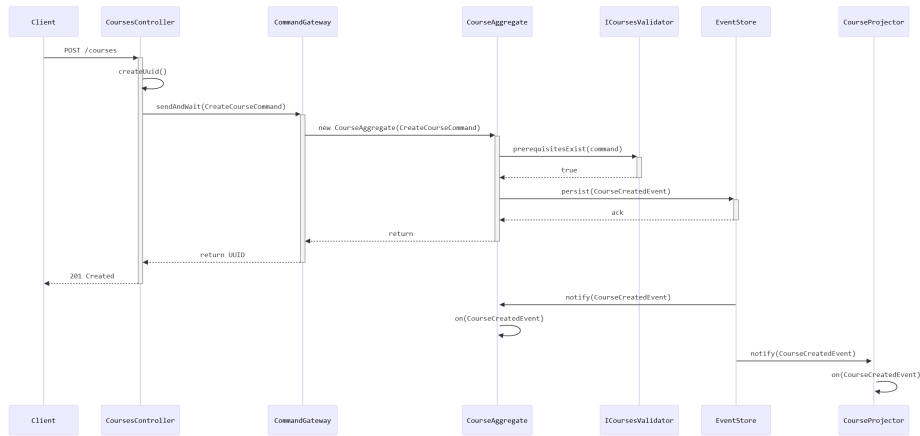 Client
CoursesController
CommandGateway
CourseAggregate
ICoursesValidator
EventStore
CourseProjector
POST /courses
createUuid()
sendAndWait(CreateCourseCommand)
new CourseAggregate(CreateCourseCommand)
prerequisitesExist(command)
true
persist(CourseCreatedEvent)
ack
return
return UUID
201 Created
notify(CourseCreatedEvent)
on(CourseCreatedEvent)
notify(CourseCreatedEvent)
on(CourseCreatedEvent)
Client
CoursesController
CommandGateway
CourseAggregate
ICoursesValidator
EventStore
CourseProjector